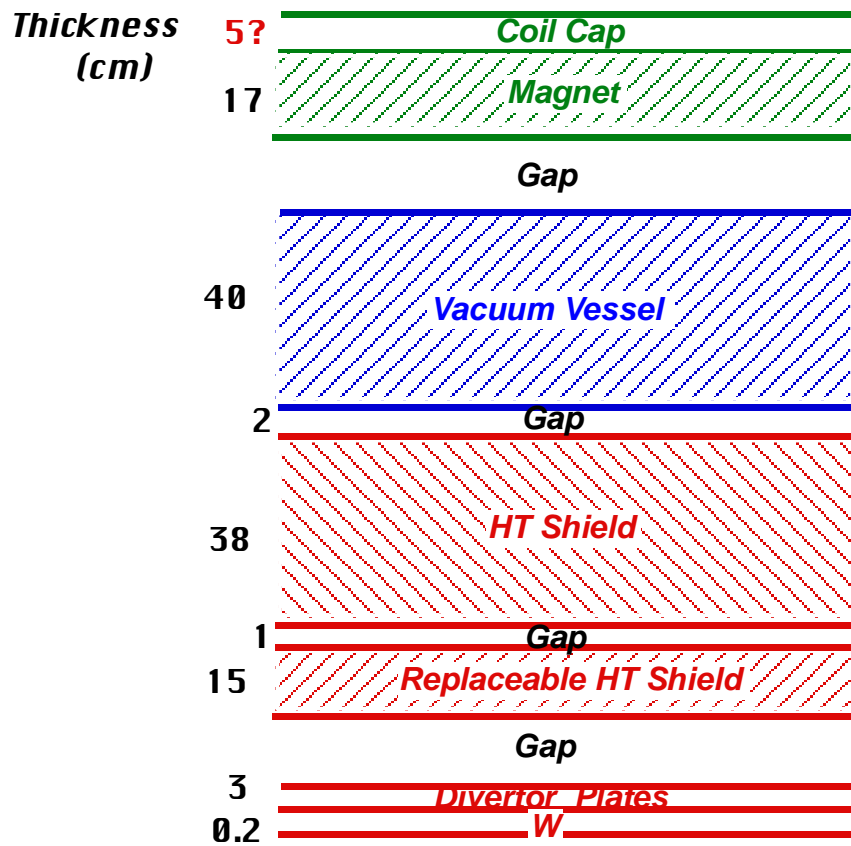 Thickness
(cm)
5? Coil Cap
17 Magnet
Gap
40 Vacuum Vessel
2 Gap
38 HT Shield
1 Gap
15 Replaceable HT Shield
Gap
3 Divertor Plates
0.2 W